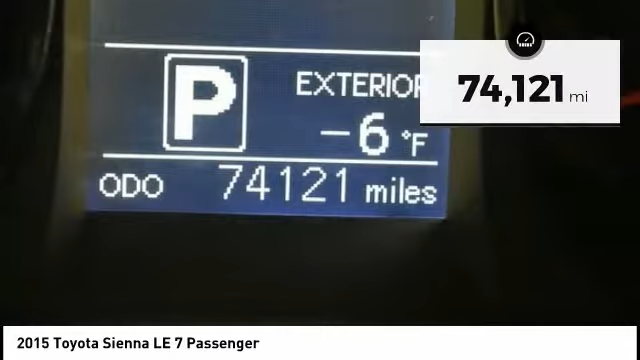 P
EXTERIOR
-6 °F
ODO 74121 miles
74,121 mi
2015 Toyota Sienna LE 7 Passenger